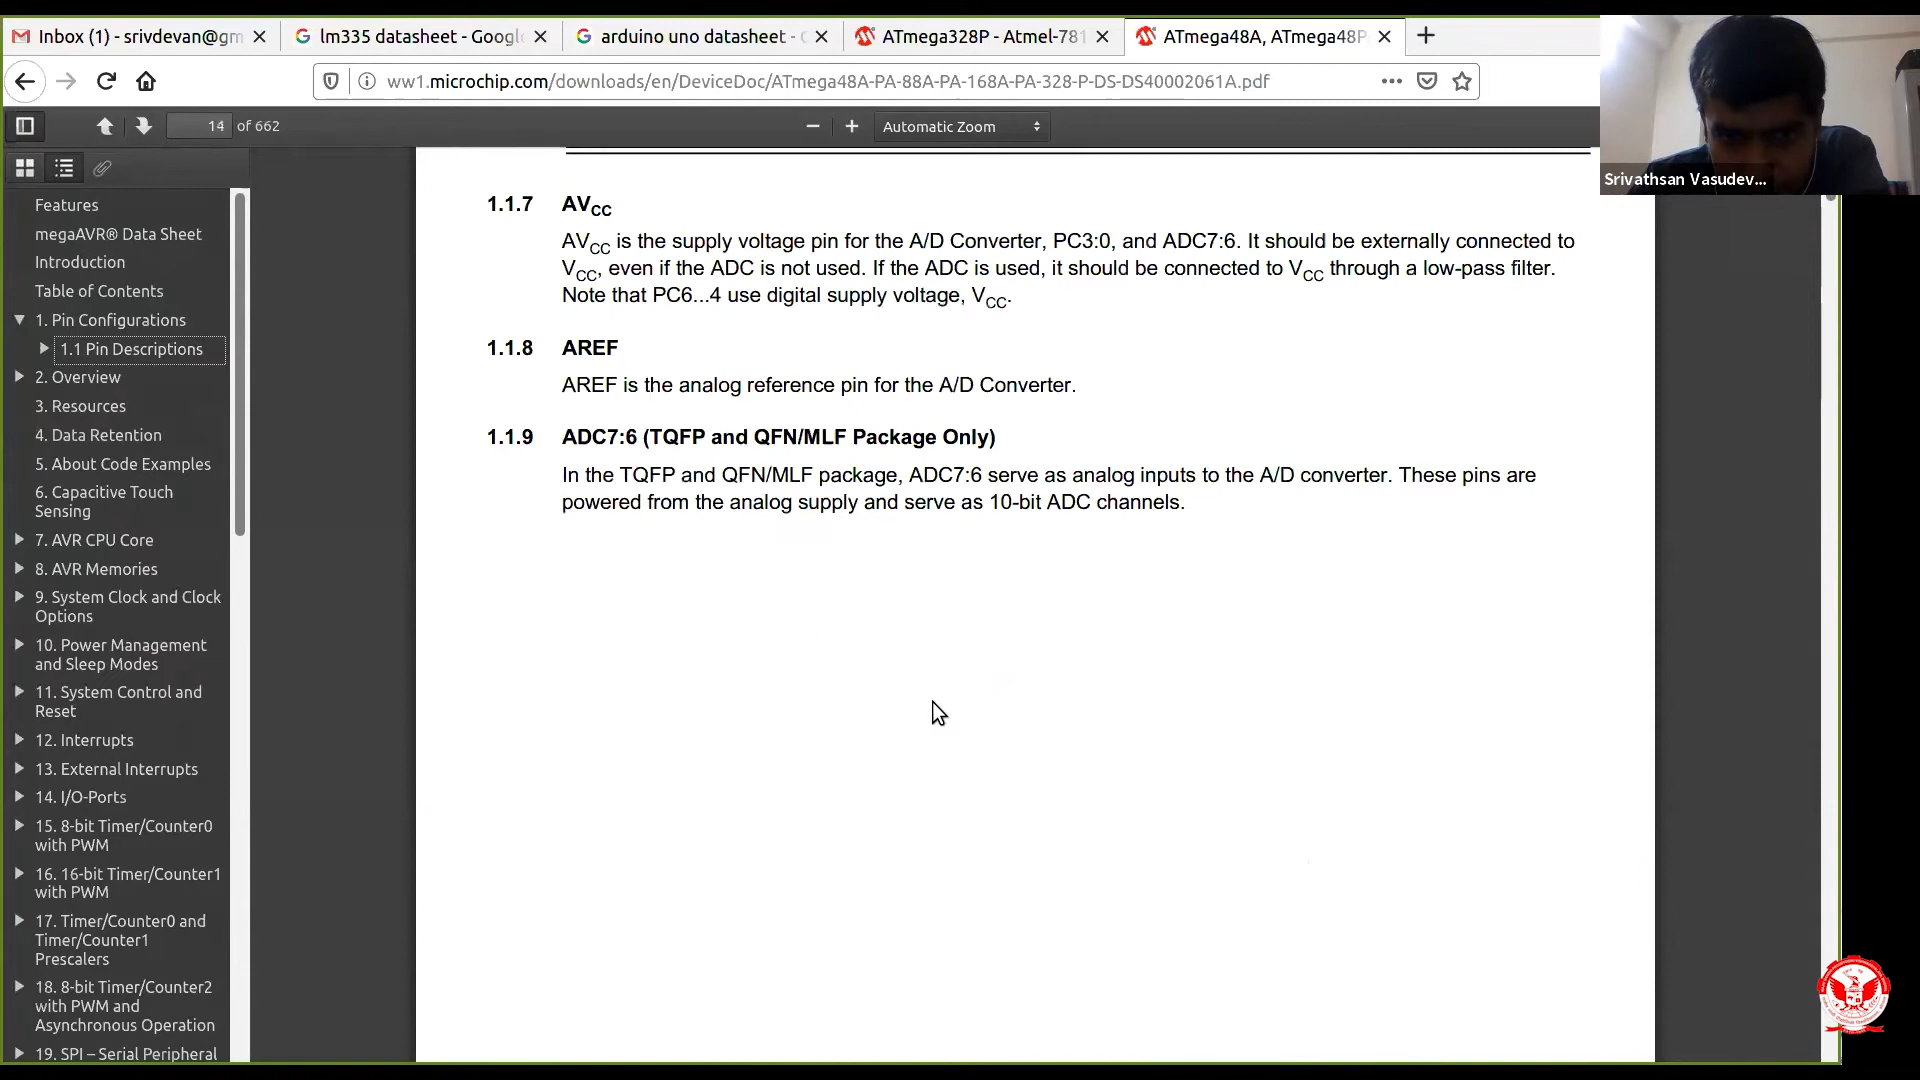 Inbox (1) - srivdevan@gm
lm335 datasheet - Google
arduino uno datasheet -
ATmega328P - Atmel-781
ATmega48A, ATmega48P
ww1.microchip.com/downloads/en/DeviceDoc/ATmega48A-PA-88A-PA-168A-PA-328-P-DS-DS40002061A.pdf
14 of 662
Automatic Zoom
Srivathsan Vasudev...
Features
megaAVR® Data Sheet
Introduction
Table of Contents
1. Pin Configurations
1.1 Pin Descriptions
2. Overview
3. Resources
4. Data Retention
5. About Code Examples
6. Capacitive Touch
Sensing
7. AVR CPU Core
8. AVR Memories
9. System Clock and Clock
Options
10. Power Management
and Sleep Modes
11. System Control and
Reset
12. Interrupts
13. External Interrupts
14. I/O-Ports
15. 8-bit Timer/Counter0
with PWM
16. 16-bit Timer/Counter1
with PWM
17. Timer/Counter0 and
Timer/Counter1
Prescalers
18. 8-bit Timer/Counter2
with PWM and
Asynchronous Operation
19. SPI – Serial Peripheral
1.1.7 AVCC
AVCC is the supply voltage pin for the A/D Converter, PC3:0, and ADC7:6. It should be externally connected to
VCC, even if the ADC is not used. If the ADC is used, it should be connected to VCC through a low-pass filter.
Note that PC6...4 use digital supply voltage, VCC.
1.1.8 AREF
AREF is the analog reference pin for the A/D Converter.
1.1.9 ADC7:6 (TQFP and QFN/MLF Package Only)
In the TQFP and QFN/MLF package, ADC7:6 serve as analog inputs to the A/D converter. These pins are
powered from the analog supply and serve as 10-bit ADC channels.